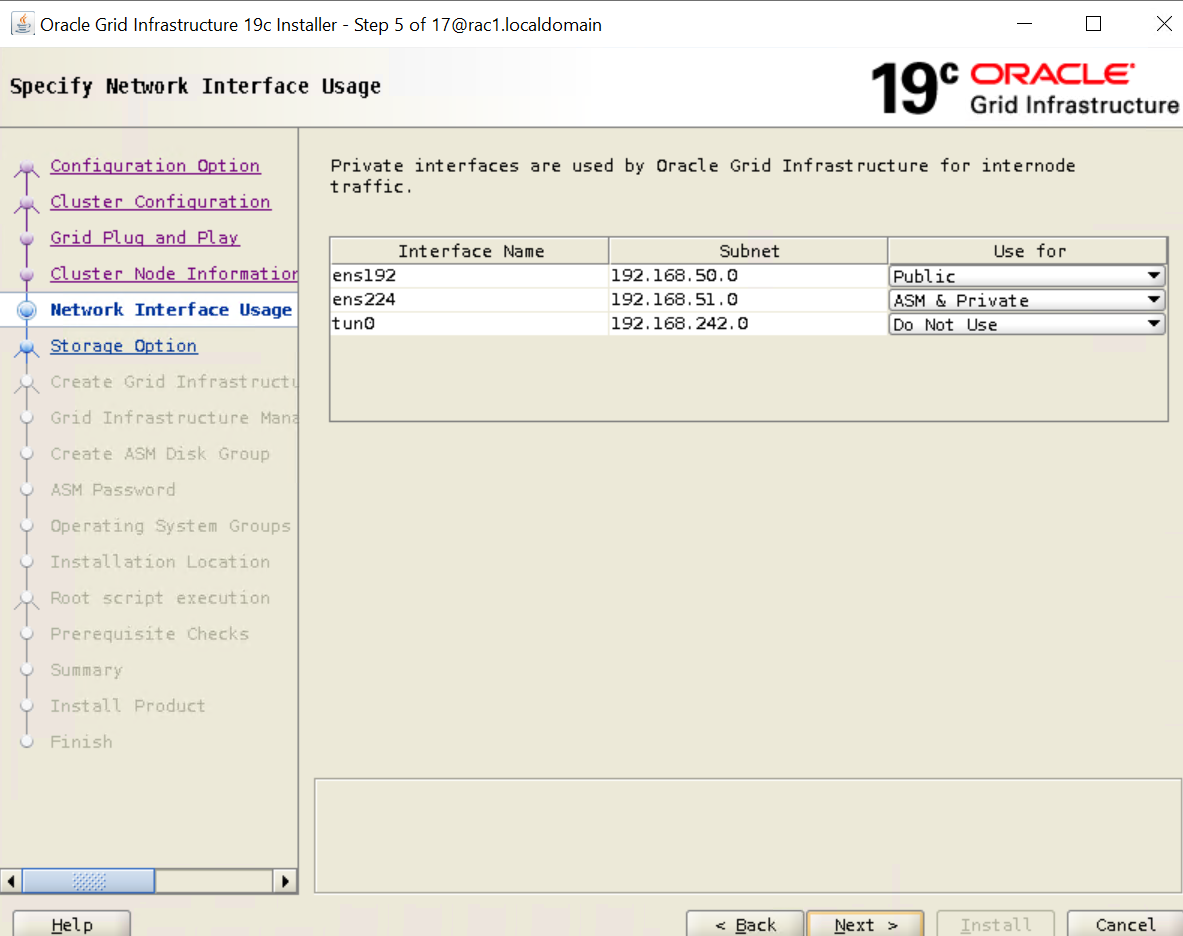 Oracle Grid Infrastructure 19c Installer - Step 5 of 17@rac1.localdomain
Specify Network Interface Usage
19c ORACLE
Grid Infrastructure
Configuration Option
Cluster Configuration
Grid Plug and Play
Cluster Node Information
Network Interface Usage
Storage Option
Create Grid Infrastructu
Grid Infrastructure Mana
Create ASM Disk Group
ASM Password
Operating System Groups
Installation Location
Root script execution
Prerequisite Checks
Summary
Install Product
Finish
Private interfaces are used by Oracle Grid Infrastructure for internode
traffic.
Interface Name Subnet Use for
ens192 192.168.50.0 Public
ens224 192.168.51.0 ASM & Private
tun0 192.168.242.0 Do Not Use
Help < Back Next > Install Cancel